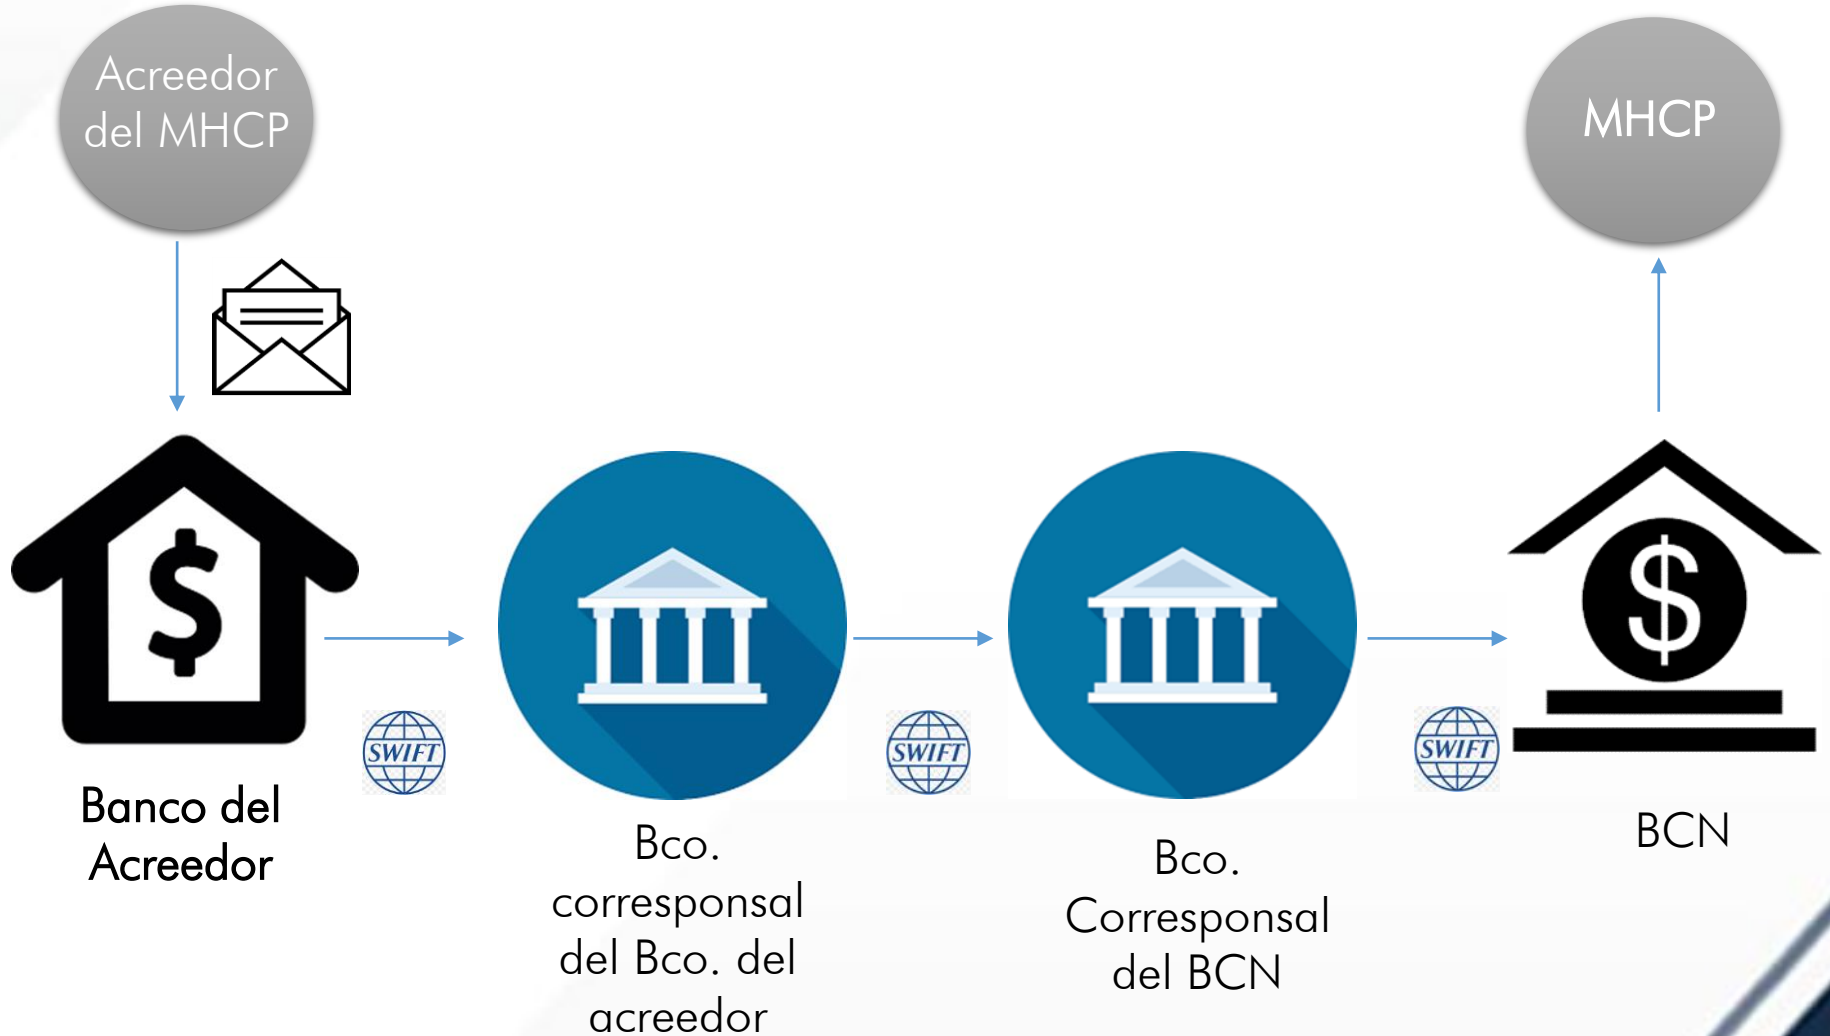 Acreedor
del MHCP
MHCP
SWIFT
SWIFT
SWIFT
Banco del
Acreedor
Bco.
corresponsal
del Bco. del
acreedor
Bco.
Corresponsal
del BCN
BCN